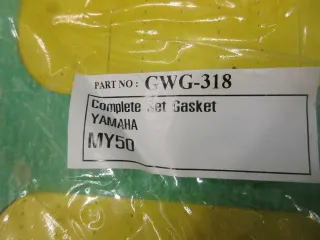 PART NO : GWG-318
Complete Set Gasket
YAMAHA
MY50